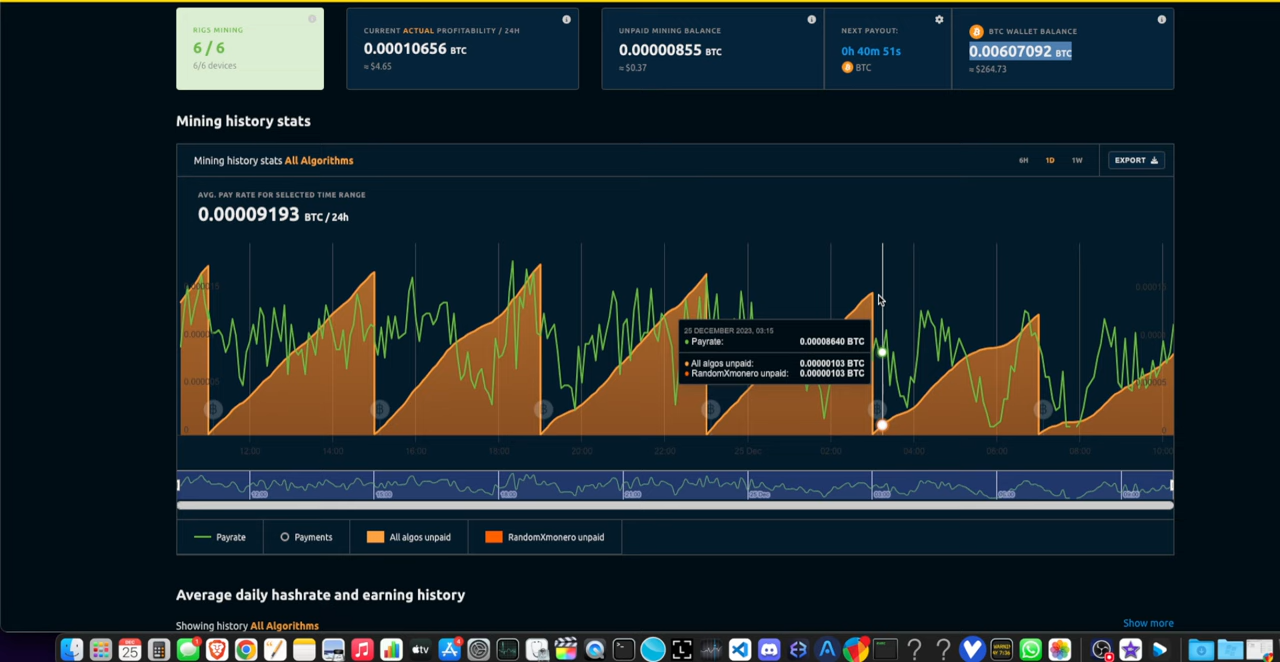 RIGS MINING
6 / 6
6/6 devices
CURRENT ACTUAL PROFITABILITY / 24H
0.00010656 BTC
≈ $4.65
UNPAID MINING BALANCE
0.00000855 BTC
≈ $0.37
NEXT PAYOUT:
0h 40m 51s
BTC
BTC WALLET BALANCE
0.00607092 BTC
≈ $264.73
Mining history stats
Mining history stats All Algorithms
6H 1D 1W EXPORT
AVG. PAY RATE FOR SELECTED TIME RANGE
0.00009193 BTC / 24h
25 DECEMBER 2023, 03:15
Payrate: 0.00008640 BTC
All algos unpaid: 0.00000103 BTC
RandomXmonero unpaid: 0.00000103 BTC
0 0
12:00 14:00 16:00 18:00 20:00 22:00 25 Dec 02:00 04:00 06:00 08:00 10:00
Payrate Payments All algos unpaid RandomXmonero unpaid
Average daily hashrate and earning history
Showing history All Algorithms
Show more
DEC
25
tv